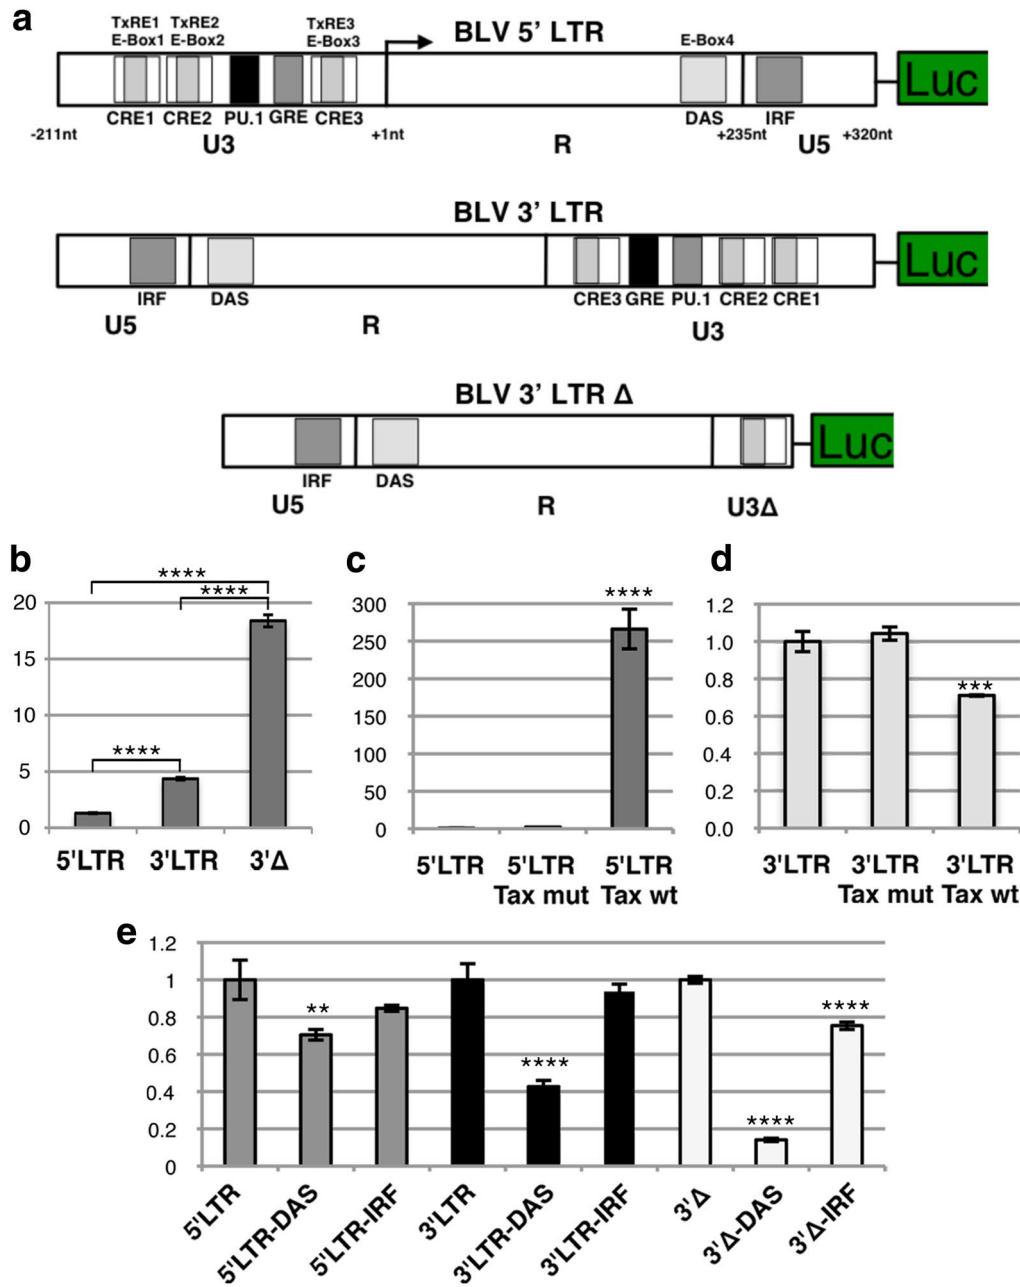 a
BLV 5’ LTR
TxRE1 TxRE2 TxRE3
E-Box1 E-Box2 E-Box3 E-Box4
Luc
CRE1 CRE2 PU.1 GRE CRE3 DAS IRF
-211nt +1nt +235nt +320nt
U3 R U5
BLV 3’ LTR
Luc
IRF DAS CRE3 GRE PU.1 CRE2 CRE1
U5 R U3
BLV 3’ LTR Δ
Luc
IRF DAS
U5 R U3Δ
b
****
****
****
20
15
10
5
0
5'LTR 3'LTR 3'Δ
c
****
300
250
200
150
100
50
0
5'LTR 5'LTR 5'LTR
Tax mut Tax wt
d
***
1.2
1.0
0.8
0.6
0.4
0.2
0.0
3'LTR 3'LTR 3'LTR
Tax mut Tax wt
e
1.2
1
0.8
0.6
0.4
0.2
0
** **** **** ****
5'LTR
5'LTR-DAS
5'LTR-IRF
3'LTR
3'LTR-DAS
3'LTR-IRF
3'Δ
3'Δ-DAS
3'Δ-IRF